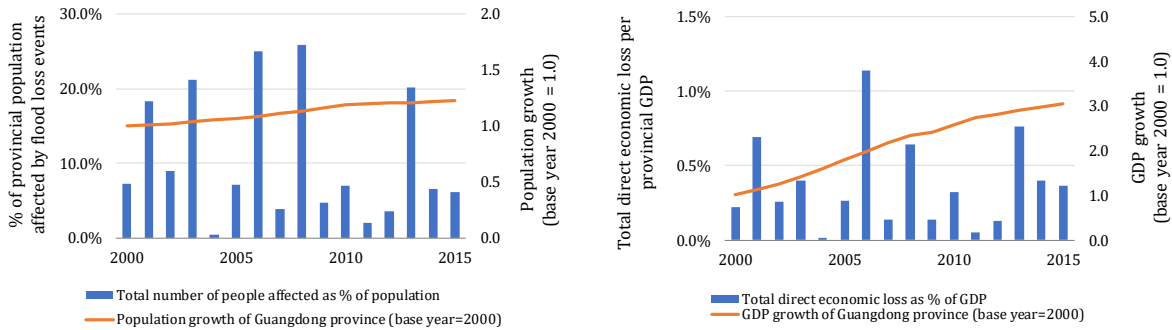 % of provincial population
affected by flood loss events
30.0%
20.0%
10.0%
0.0%
2.0
1.5
1.0
0.5
0.0
Population growth
(base year 2000 = 1.0)
2000
2005
2010
2015
Total number of people affected as % of population
Population growth of Guangdong province (base year=2000)
Total direct economic loss per
provincial GDP
1.5%
1.0%
0.5%
0.0%
5.0
4.0
3.0
2.0
1.0
0.0
GDP growth
(base year 2000 = 1.0)
2000
2005
2010
2015
Total direct economic loss as % of GDP
GDP growth of Guangdong province (base year=2000)